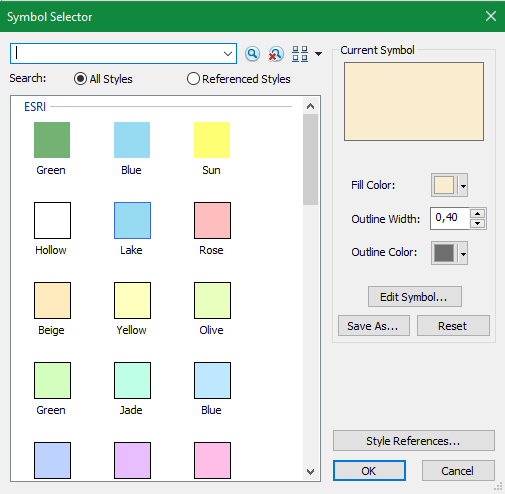 Symbol Selector
Search:
All Styles
Referenced Styles
ESRI
Green
Blue
Sun
Hollow
Lake
Rose
Beige
Yellow
Olive
Green
Jade
Blue
Current Symbol
Fill Color:
Outline Width:
0,40
Outline Color:
Edit Symbol...
Save As...
Reset
Style References...
OK
Cancel